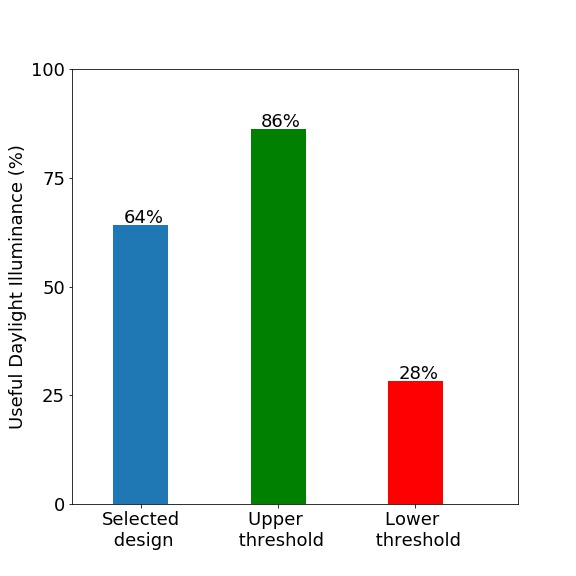 100
75
50
25
0
Useful Daylight Illuminance (%)
64%
86%
28%
Selected
design
Upper
threshold
Lower
threshold